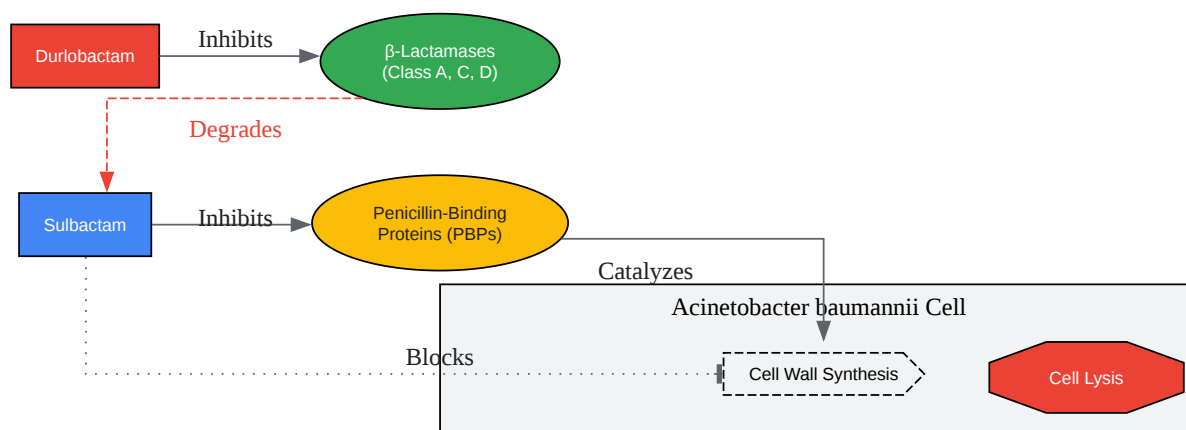 Durlobactam
Inhibits
β-Lactamases
(Class A, C, D)
Degrades
Sulbactam
Inhibits
Penicillin-Binding
Proteins (PBPs)
Catalyzes
Acinetobacter baumannii Cell
Blocks
Cell Wall Synthesis
Cell Lysis